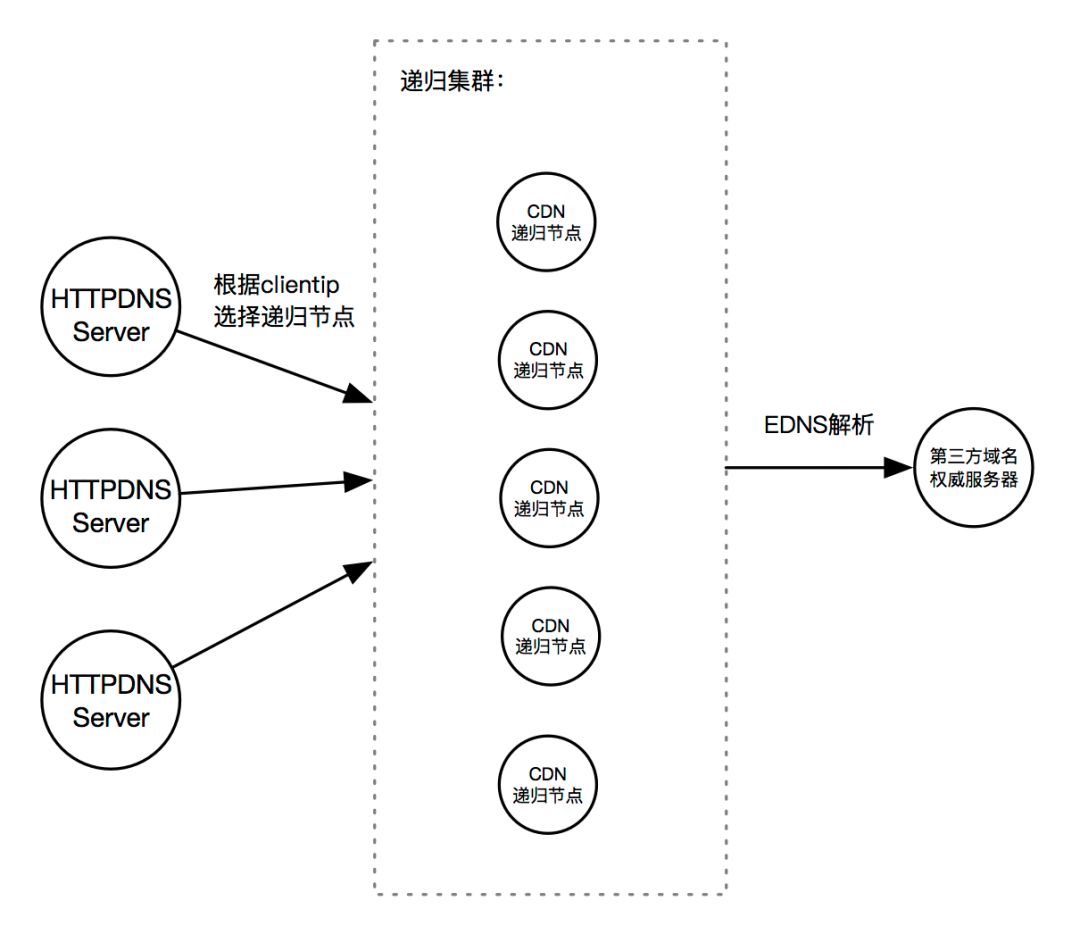 递归集群：
CDN
递归节点
HTTPDNS
Server
根据clientip
选择递归节点
CDN
递归节点
EDNS解析
HTTPDNS
Server
CDN
递归节点
第三方域名
权威服务器
CDN
递归节点
HTTPDNS
Server
CDN
递归节点